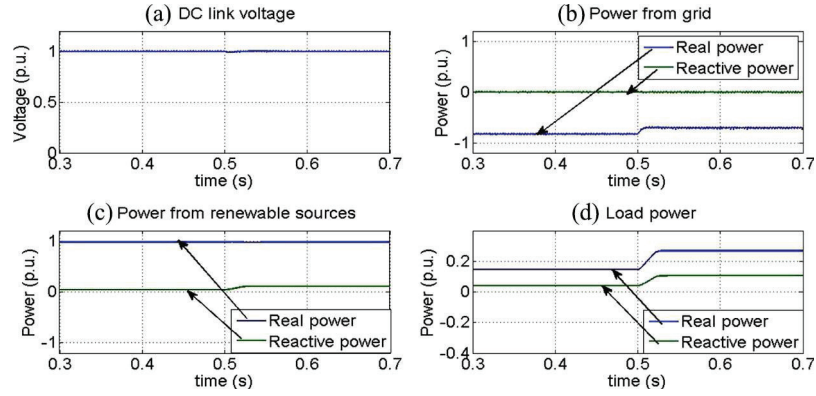 (a) DC link voltage
Voltage (p.u.)
1
0.5
0
0.3 0.4 0.5 0.6 0.7
time (s)
(b) Power from grid
Power (p.u.)
1
0
-1
Real power
Reactive power
0.3 0.4 0.5 0.6 0.7
time (s)
(c) Power from renewable sources
Power (p.u.)
1
0
-1
Real power
Reactive power
0.3 0.4 0.5 0.6 0.7
time (s)
(d) Load power
Power (p.u.)
0.2
0
-0.2
-0.4
Real power
Reactive power
0.3 0.4 0.5 0.6 0.7
time (s)